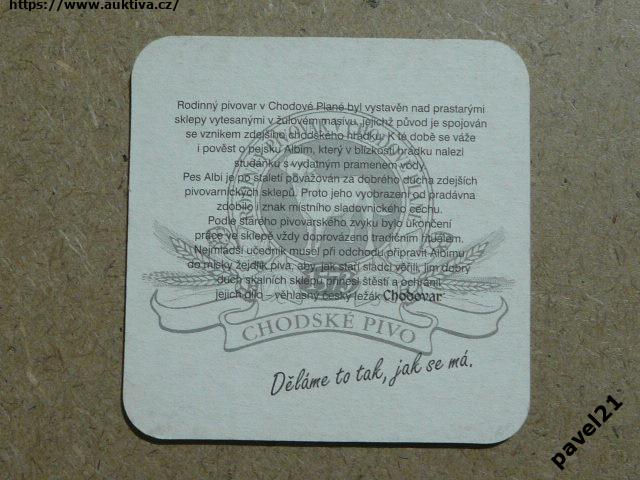 https://www.auktiva.cz/
Rodinný pivovar v Chodové Plané byl vystavěn nad prastarými
sklepy vytesanými v žulovém masivu, jejichž původ je spojován
se vznikem zdejšího chodského hrádku. K té době se váže
i pověst o pejsku Albim, který v blízkosti hrádku nalezl
studánku s vydatným pramenem vody.
Pes Albi je po staletí považován za dobrého ducha zdejších
pivovarnických sklepů. Proto jeho vyobrazení od pradávna
zdobilo znak místního sladovnického cechu.
Podle starého pivovarského zvyku bylo ukončení
práce ve sklepě vždy doprovázeno tradičním rituálem.
Nejmladší učedník musel při odchodu připravit Albimu
do misky žejdlík piva, aby, jak staří sládci věřili, jim dobrý
duch skalních sklepů přinesl štěstí a ochránil
jejich dílo – věhlasný český ležák Chodovar
1573
CHODSKÉ PIVO
Děláme to tak, jak se má.
pavel21